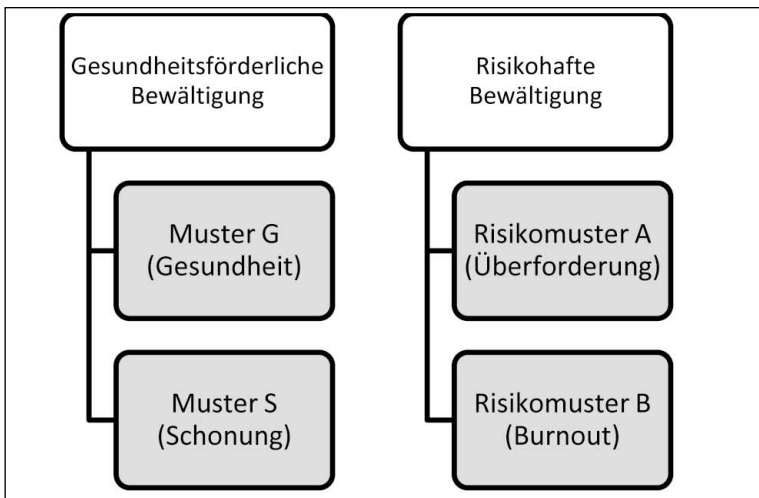 Gesundheitsförderliche
Bewältigung
Muster G
(Gesundheit)
Muster S
(Schonung)
Risikohafte
Bewältigung
Risikomuster A
(Überforderung)
Risikomuster B
(Burnout)